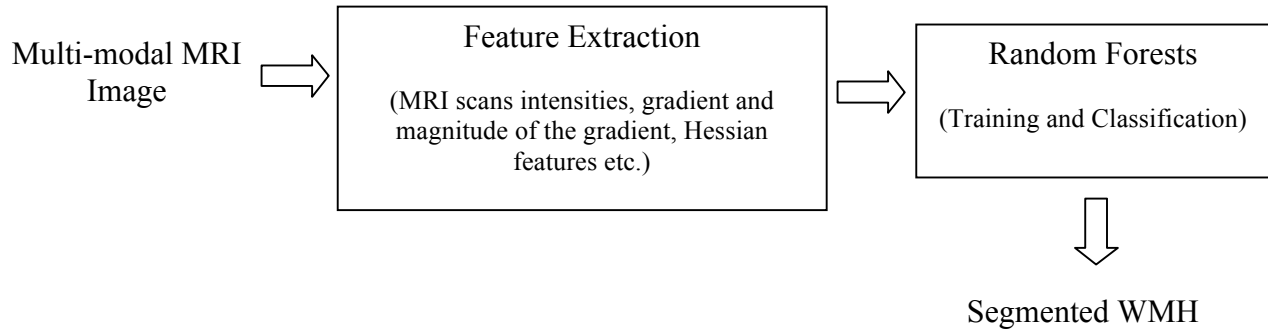 Multi-modal MRI
Image
Feature Extraction
(MRI scans intensities, gradient and
magnitude of the gradient, Hessian
features etc.)
Random Forests
(Training and Classification)
Segmented WMH